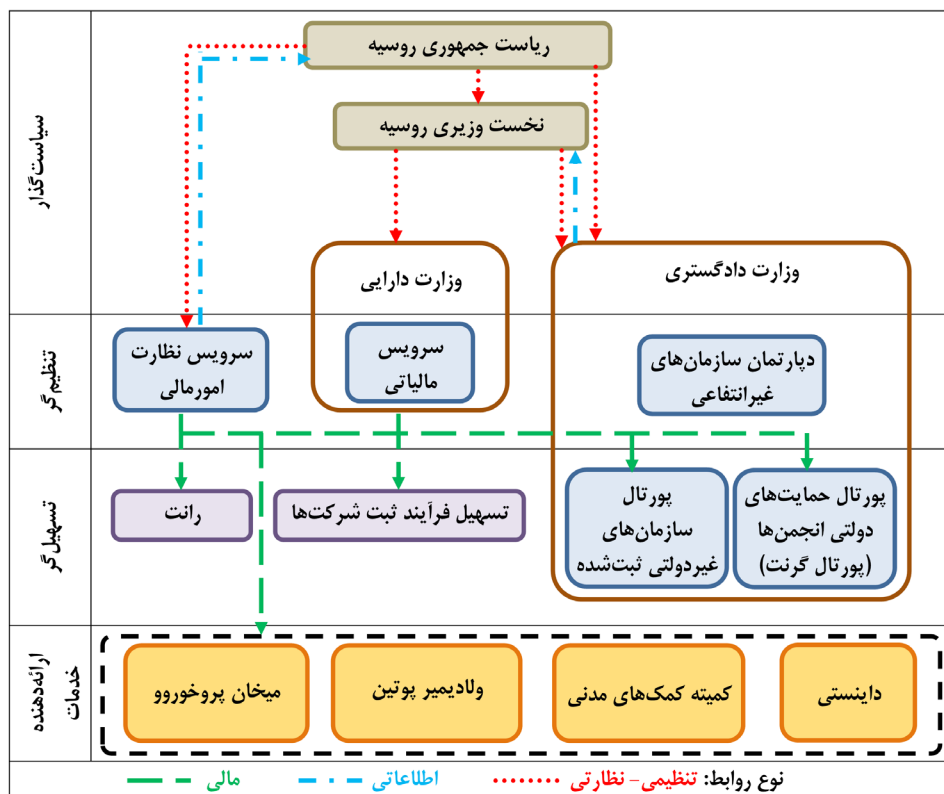 ریاست جمهوری روسیه
نخست وزیری روسیه
سیاست‌گذار
وزارت دادگستری
وزارت دارایی
تنظیم‌گر
دپارتمان سازمان‌های
غیرانتفاعی
سرویس
مالیاتی
سرویس نظارت
امورمالی
تسهیل‌گر
پورتال حمایت‌های
دولتی انجمن‌ها
(پورتال گرنت)
پورتال
سازمان‌های
غیردولتی ثبت‌شده
تسهیل فرآیند ثبت شرکت‌ها
رانت
ارائه‌دهنده
خدمات
داینستی
کمیته کمک‌های مدنی
ولادیمیر پوتین
میخان پروخوروو
نوع روابط: تنظیمی- نظارتی اطلاعاتی مالی